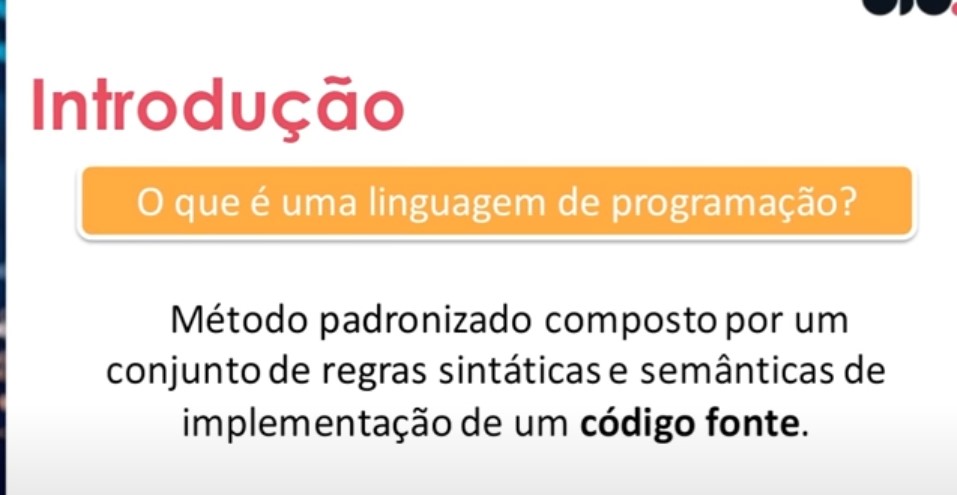 Introdução
O que é uma linguagem de programação?
Método padronizado composto por um
conjunto de regras sintáticas e semânticas de
implementação de um código fonte.